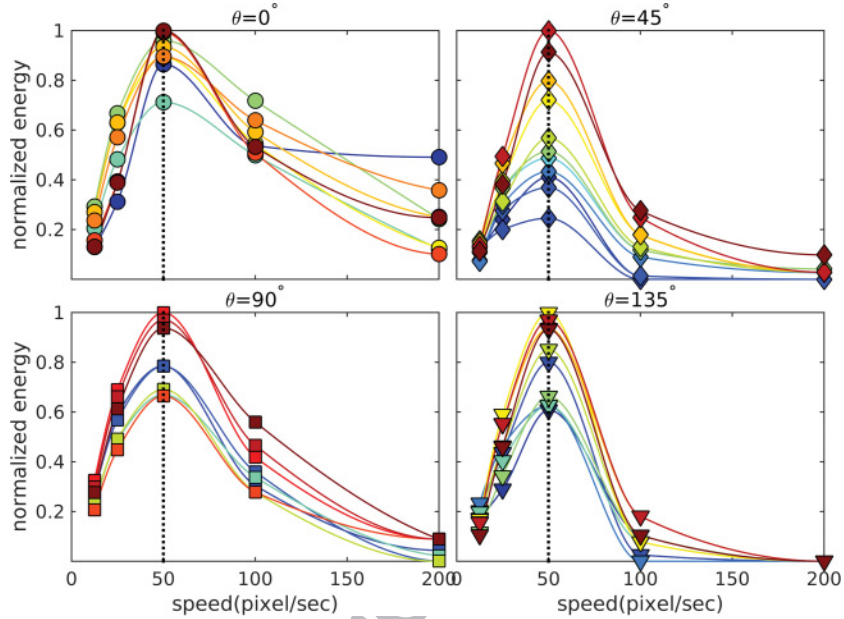 θ=0°
θ=45°
normalized energy
1
0.8
0.6
0.4
0.2
θ=90°
θ=135°
normalized energy
1
0.8
0.6
0.4
0.2
0 50 100 150 200
0 50 100 150 200
speed(pixel/sec)
speed(pixel/sec)